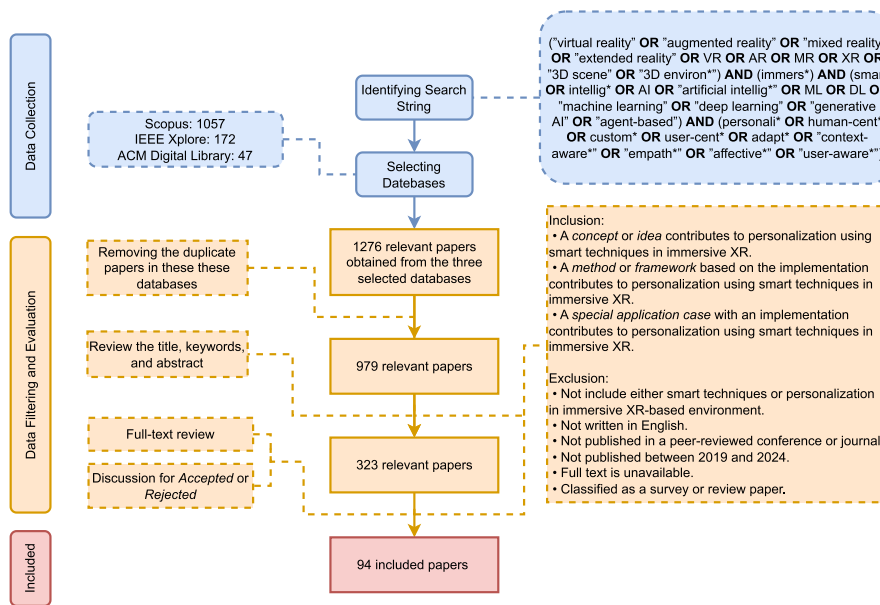 Data Collection
Identifying Search
String
("virtual reality" OR "augmented reality" OR "mixed reality
OR "extended reality" OR VR OR AR OR MR OR XR OR
"3D scene" OR "3D environ*") AND (immers*) AND (smar
OR intellig* OR AI OR "artificial intellig*" OR ML OR DL O
"machine learning" OR "deep learning" OR "generative
AI" OR "agent-based") AND (personali* OR human-cent*
OR custom* OR user-cent* OR adapt* OR "context-
aware*" OR "empath*" OR "affective*" OR "user-aware*")
Scopus: 1057
IEEE Xplore: 172
ACM Digital Library: 47
Selecting
Datebases
Data Filtering and Evaluation
1276 relevant papers
obtained from the three
selected databases
Removing the duplicate
papers in these these
databases
979 relevant papers
Review the title, keywords,
and abstract
323 relevant papers
Full-text review
Discussion for Accepted or
Rejected
Inclusion:
• A concept or idea contributes to personalization using
smart techniques in immersive XR.
• A method or framework based on the implementation
contributes to personalization using smart techniques in
immersive XR.
• A special application case with an implementation
contributes to personalization using smart techniques in
immersive XR.
Exclusion:
• Not include either smart techniques or personalization
in immersive XR-based environment.
• Not written in English.
• Not published in a peer-reviewed conference or journal
• Not published between 2019 and 2024.
• Full text is unavailable.
• Classified as a survey or review paper.
Included
94 included papers